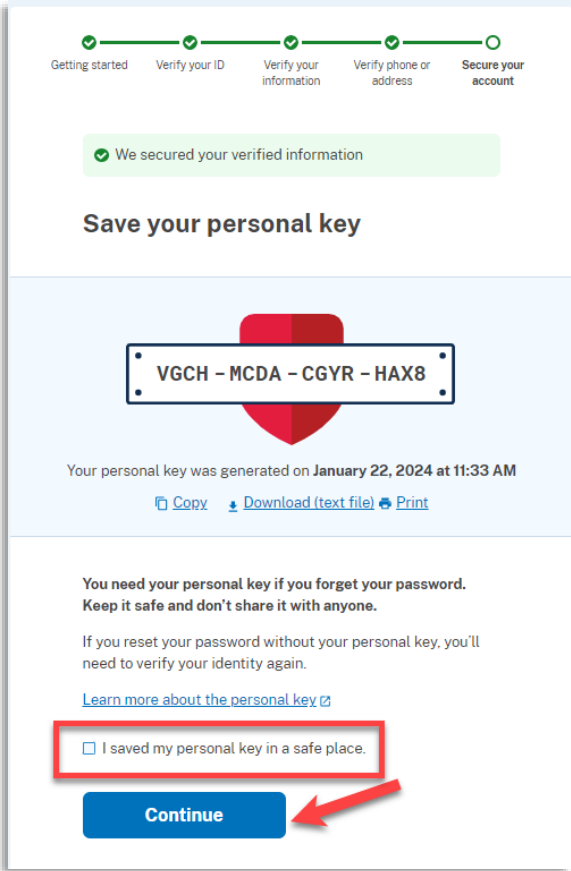 Getting started Verify your ID Verify your Verify phone or Secure your
information address account
We secured your verified information
Save your personal key
VGCH – MCDA – CGYR – HAX8
Your personal key was generated on January 22, 2024 at 11:33 AM
Copy Download (text file) Print
You need your personal key if you forget your password.
Keep it safe and don't share it with anyone.
If you reset your password without your personal key, you'll
need to verify your identity again.
Learn more about the personal key
I saved my personal key in a safe place.
Continue